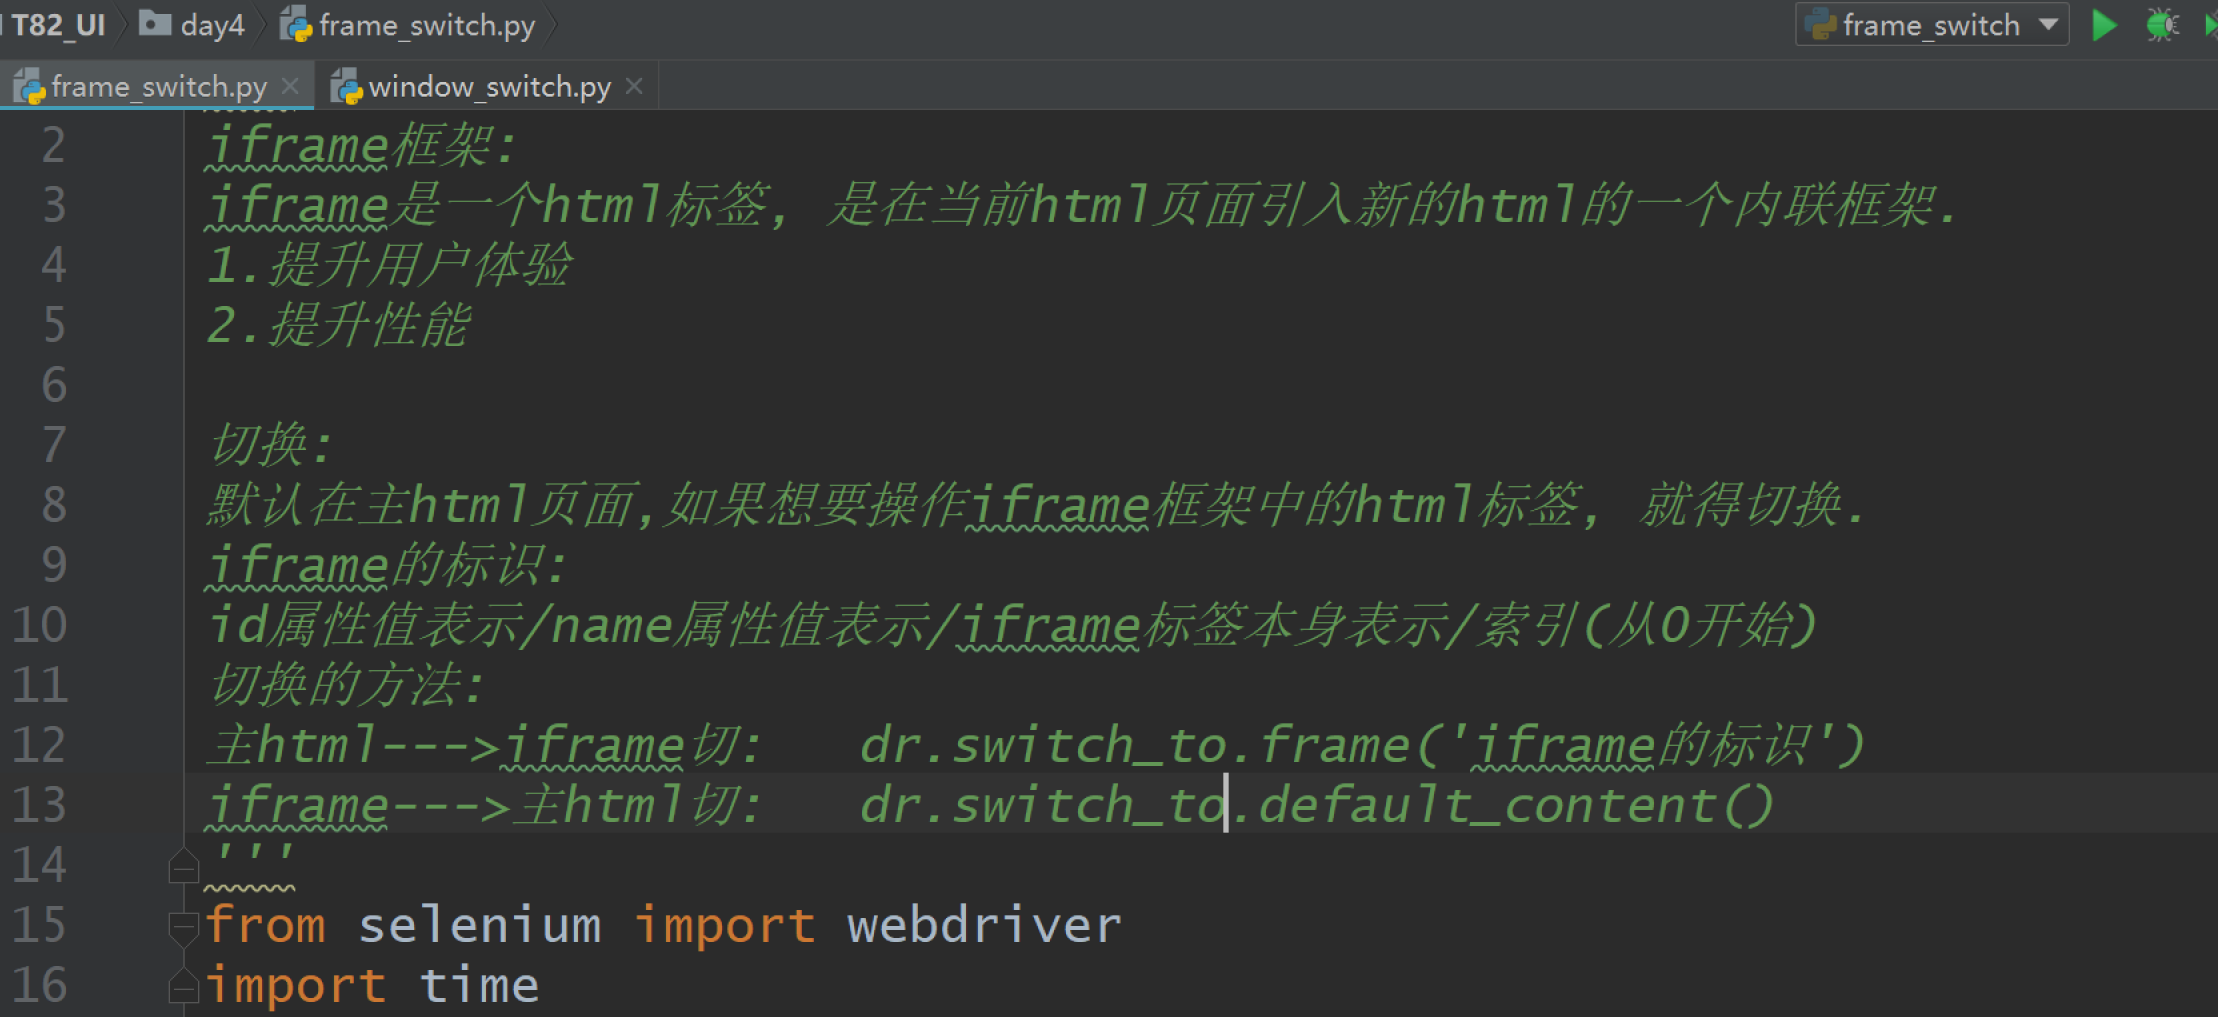 T82_UI day4 frame_switch.py frame_switch
frame_switch.py window_switch.py
2 iframe框架:
3 iframe是一个html标签, 是在当前html页面引入新的html的一个内联框架.
4 1.提升用户体验
5 2.提升性能
6
7 切换:
8 默认在主html页面,如果想要操作iframe框架中的html标签, 就得切换.
9 iframe的标识:
10 id属性值表示/name属性值表示/iframe标签本身表示/索引(从0开始)
11 切换的方法:
12 主html--->iframe切: dr.switch_to.frame('iframe的标识')
13 iframe--->主html切: dr.switch_to.default_content()
14 '''
15 from selenium import webdriver
16 import time